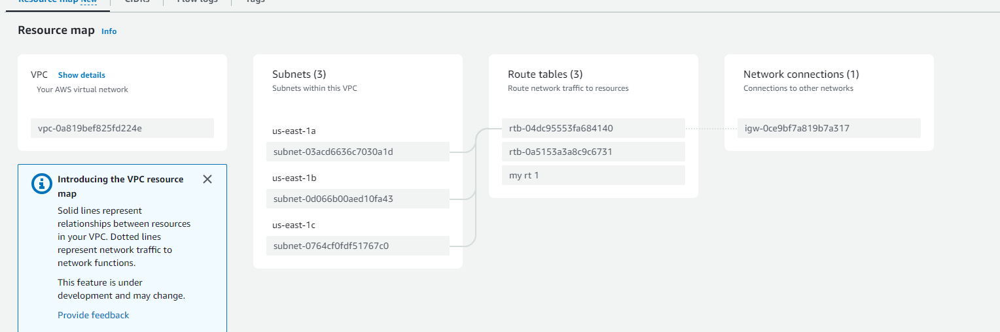 Resource map New
CIDRs
Flow logs
Tags
Resource map Info
VPC Show details
Your AWS virtual network
vpc-0a819bef825fd224e
Introducing the VPC resource
map
Solid lines represent
relationships between resources
in your VPC. Dotted lines
represent network traffic to
network functions.
This feature is under
development and may change.
Provide feedback
Subnets (3)
Subnets within this VPC
us-east-1a
subnet-03acd6636c7030a1d
us-east-1b
subnet-0d066b00aed10fa43
us-east-1c
subnet-0764cf0fdf51767c0
Route tables (3)
Route network traffic to resources
rtb-04dc95553fa684140
rtb-0a5153a3a8c9c6731
my rt 1
Network connections (1)
Connections to other networks
igw-0ce9bf7a819b7a317